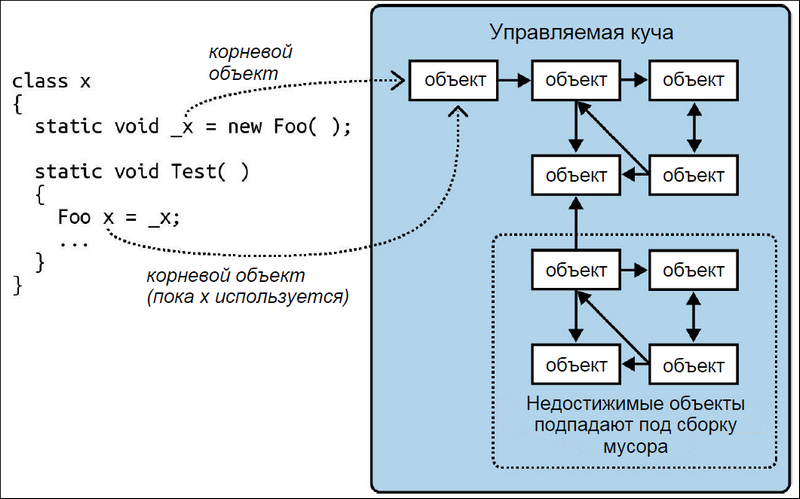 Управляемая куча
корневой
объект
class x
{
static void _x = new Foo( );
static void Test( )
{
Foo x = _x;
...
}
}
корневой объект
(пока x используется)
объект
объект
объект
объект
объект
объект
объект
объект
объект
Недостижимые объекты
подпадают под сборку
мусора